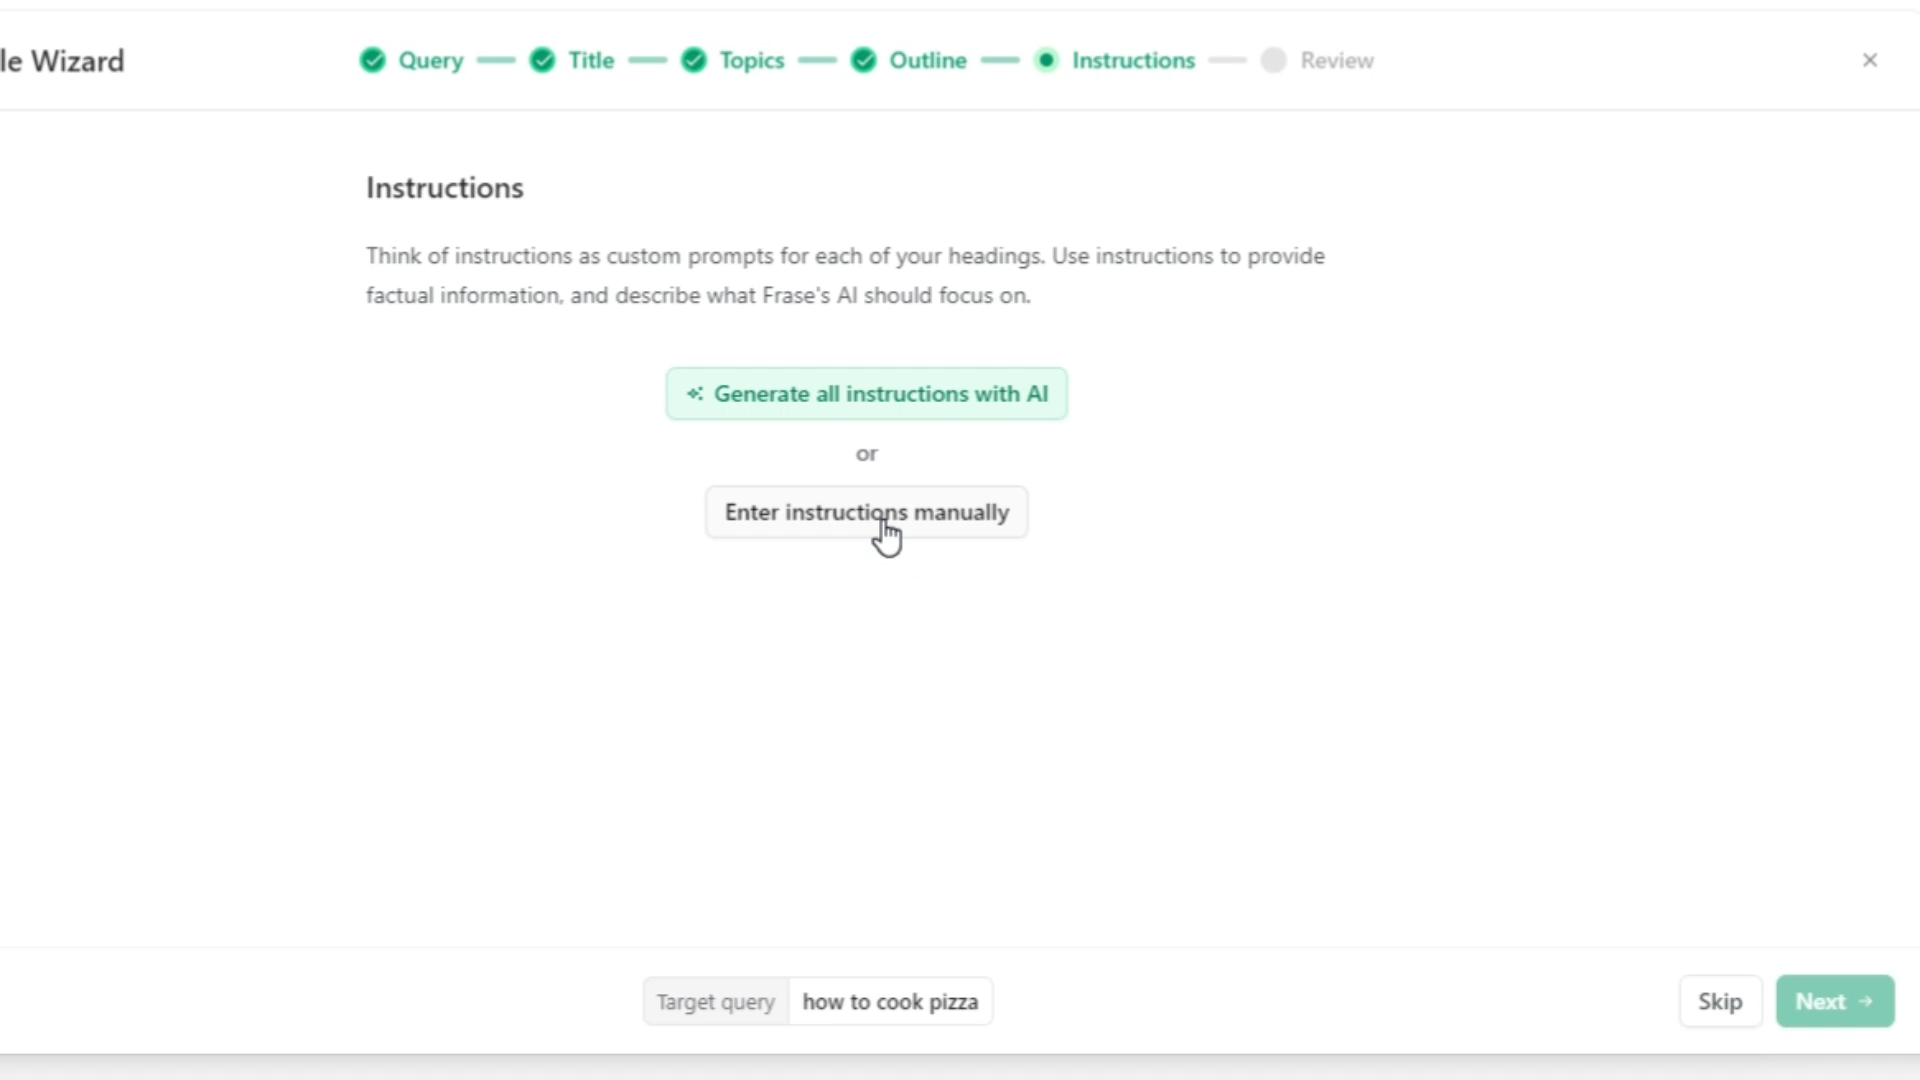 le Wizard
Query
Title
Topics
Outline
Instructions
Review
Instructions
Think of instructions as custom prompts for each of your headings. Use instructions to provide
factual information, and describe what Frase's AI should focus on.
Generate all instructions with AI
or
Enter instructions manually
Target query
how to cook pizza
Skip
Next